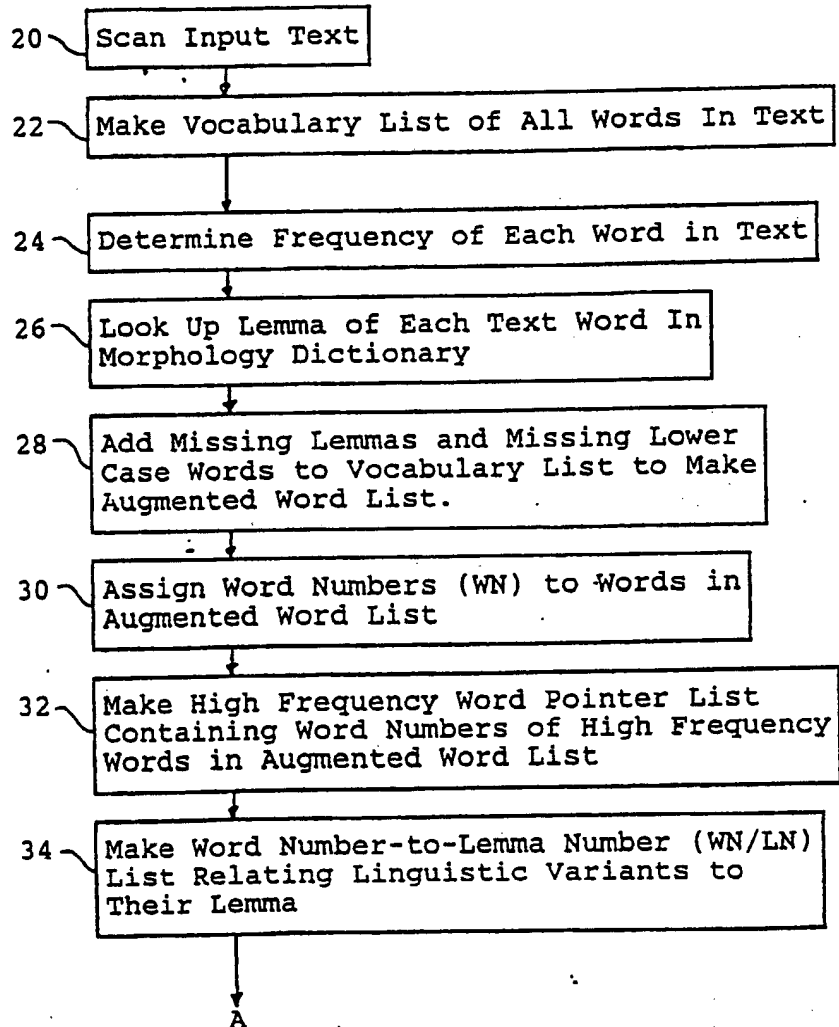 20 Scan Input Text
22 Make Vocabulary List of All Words In Text
24 Determine Frequency of Each Word in Text
26 Look Up Lemma of Each Text Word In
Morphology Dictionary
28 Add Missing Lemmas and Missing Lower
Case Words to Vocabulary List to Make
Augmented Word List.
30 Assign Word Numbers (WN) to Words in
Augmented Word List
32 Make High Frequency Word Pointer List
Containing Word Numbers of High Frequency
Words in Augmented Word List
34 Make Word Number-to-Lemma Number (WN/LN)
List Relating Linguistic Variants to
Their Lemma
A